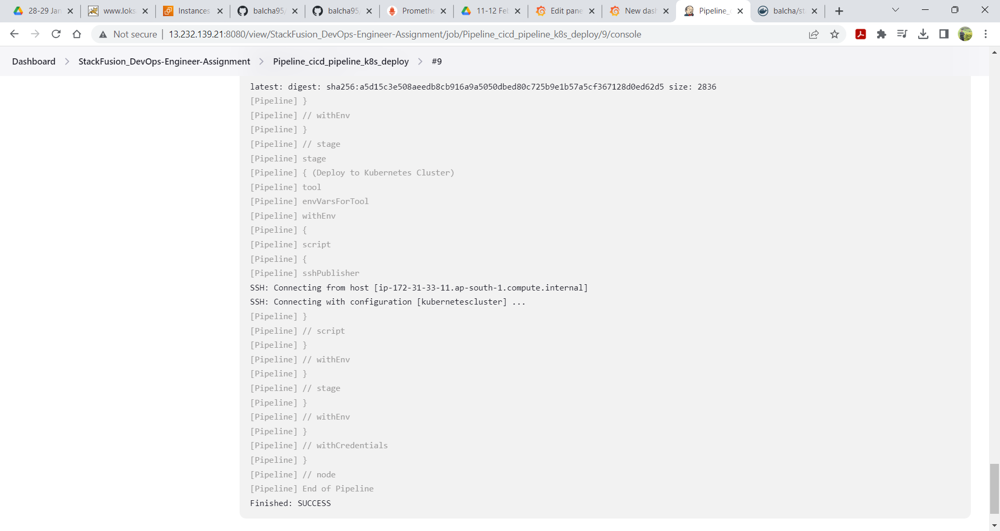 28-29 Jan
www.loks
Instances
balcha95/
balcha95/
Promethe
11-12 Feb
Edit pane
New dash
Pipeline_c
balcha/st
Not secure | 13.232.139.21:8080/view/StackFusion_DevOps-Engineer-Assignment/job/Pipeline_cicd_pipeline_k8s_deploy/9/console
Dashboard > StackFusion_DevOps-Engineer-Assignment > Pipeline_cicd_pipeline_k8s_deploy > #9
latest: digest: sha256:a5d15c3e508aeedb8cb916a9a5050dbed80c725b9e1b57a5cf367128d0ed62d5 size: 2836
[Pipeline] }
[Pipeline] // withEnv
[Pipeline] }
[Pipeline] // stage
[Pipeline] stage
[Pipeline] { (Deploy to Kubernetes Cluster)
[Pipeline] tool
[Pipeline] envVarsForTool
[Pipeline] withEnv
[Pipeline] {
[Pipeline] script
[Pipeline] {
[Pipeline] sshPublisher
SSH: Connecting from host [ip-172-31-33-11.ap-south-1.compute.internal]
SSH: Connecting with configuration [kubernetescluster] ...
[Pipeline] }
[Pipeline] // script
[Pipeline] }
[Pipeline] // withEnv
[Pipeline] }
[Pipeline] // stage
[Pipeline] }
[Pipeline] // withEnv
[Pipeline] }
[Pipeline] // withCredentials
[Pipeline] }
[Pipeline] // node
[Pipeline] End of Pipeline
Finished: SUCCESS